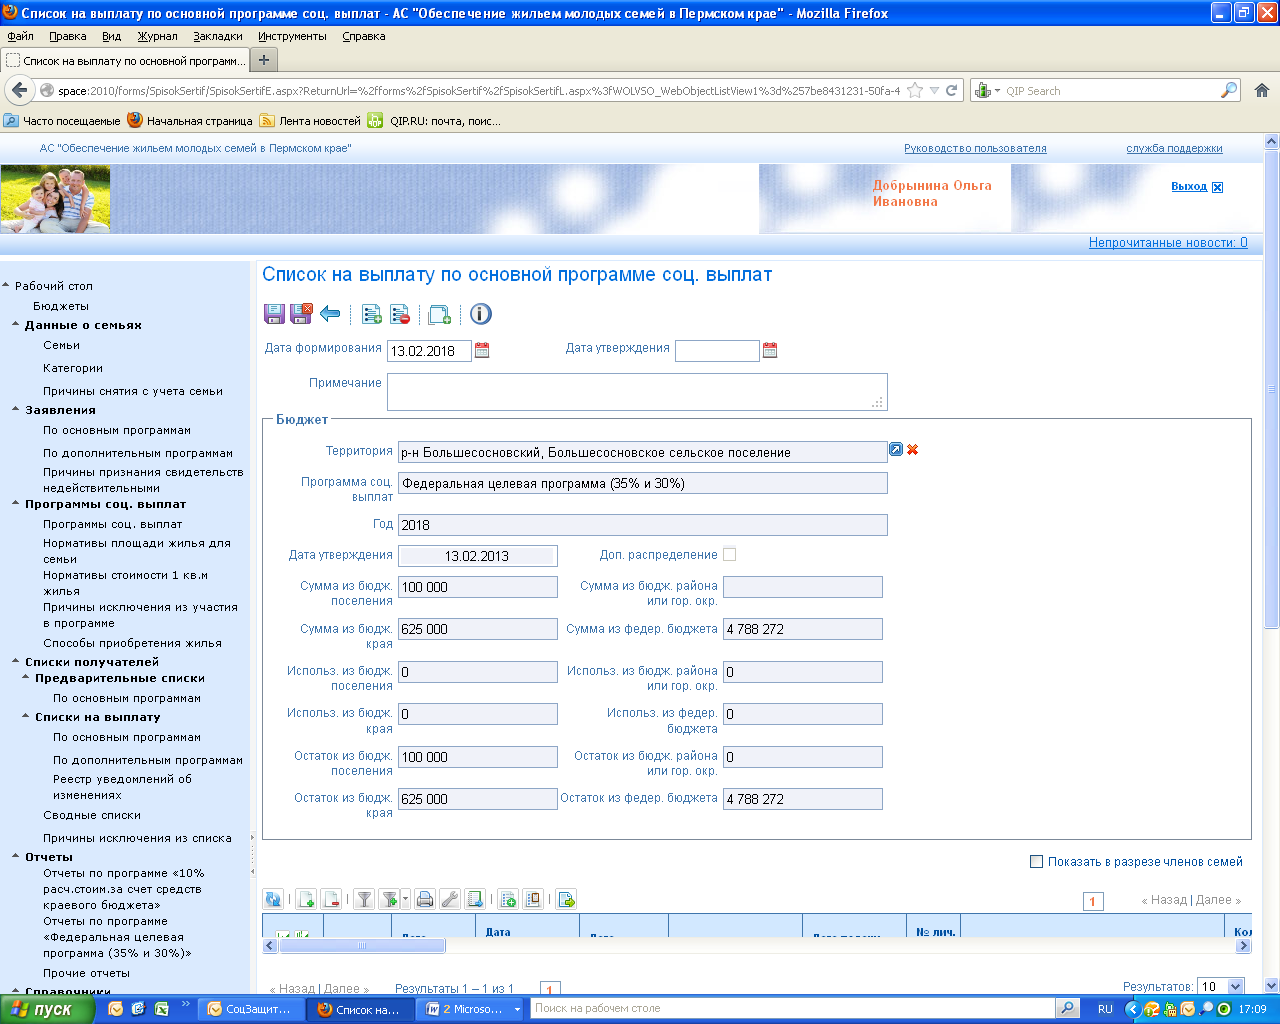 Список на выплату по основной программе соц. выплат - АС "Обеспечение жильем молодых семей в Пермском крае" - Mozilla Firefox
Файл Правка Вид Журнал Закладки Инструменты Справка
Список на выплату по основной программ...
space:2010/forms/SpisokSertif/SpisokSertifE.aspx?ReturnUrl=%2fforms%2fSpisokSertif%2fSpisokSertifL.aspx%3fWOLVSO_WebObjectListView1%3d%257be8431231-50fa-4
QIP Search
Часто посещаемые Начальная страница Лента новостей QIP.RU: почта, поис...
АС "Обеспечение жильем молодых семей в Пермском крае"
Руководство пользователя
служба поддержки
Добрынина Ольга
Ивановна
Выход
Непрочитанные новости: 0
Рабочий стол
Бюджеты
Данные о семьях
Семьи
Категории
Причины снятия с учета семьи
Заявления
По основным программам
По дополнительным программам
Причины признания свидетельств
недействительными
Программы соц. выплат
Программы соц. выплат
Нормативы площади жилья для
семьи
Нормативы стоимости 1 кв.м
жилья
Причины исключения из участия
в программе
Способы приобретения жилья
Списки получателей
Предварительные списки
По основным программам
Списки на выплату
По основным программам
По дополнительным программам
Реестр уведомлений об
изменениях
Сводные списки
Причины исключения из списка
Отчеты
Отчеты по программе «10%
расч.стоим.за счет средств
краевого бюджета»
Отчеты по программе
«Федеральная целевая
программа (35% и 30%)»
Прочие отчеты
Справочники
Список на выплату по основной программе соц. выплат
Дата формирования 13.02.2018 Дата утверждения
Примечание
Бюджет
Территория р-н Большесосновский, Большесосновское сельское поселение
Программа соц.
выплат Федеральная целевая программа (35% и 30%)
Год 2018
Дата утверждения 13.02.2013 Доп. распределение
Сумма из бюдж.
поселения 100 000 Сумма из бюдж. района
или гор. окр.
Сумма из бюдж.
края 625 000 Сумма из федер. бюджета 4 788 272
Использ. из бюдж.
поселения 0 Использ. из бюдж. района
или гор. окр. 0
Использ. из бюдж.
края 0 Использ. из федер.
бюджета 0
Остаток из бюдж.
поселения 100 000 Остаток из бюдж. района
или гор. окр. 0
Остаток из бюдж.
края 625 000 Остаток из федер. бюджета 4 788 272
Показать в разрезе членов семей
1 « Назад | Далее »
Дата № лич. Кол
« Назад | Далее » Результаты 1 – 1 из 1 1 Результатов: 10
пуск СоцЗащит... Список на... 2 Microso... Поиск на рабочем столе RU 17:09